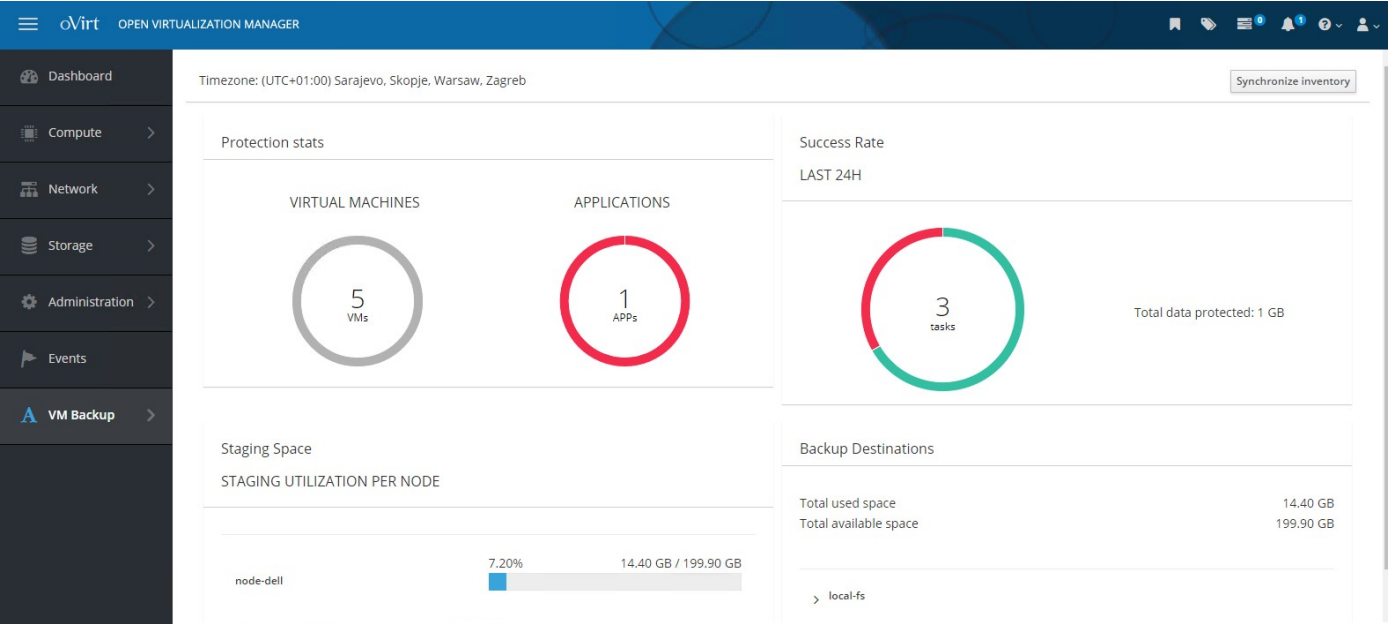 oVirt OPEN VIRTUALIZATION MANAGER
0
1
Dashboard
Compute
Network
Storage
Administration
Events
A VM Backup
Timezone: (UTC+01:00) Sarajevo, Skopje, Warsaw, Zagreb
Synchronize inventory
Protection stats
VIRTUAL MACHINES
5
VMs
APPLICATIONS
1
APPs
Success Rate
LAST 24H
3
tasks
Total data protected: 1 GB
Staging Space
STAGING UTILIZATION PER NODE
node-dell
7.20%
14.40 GB / 199.90 GB
Backup Destinations
Total used space 14.40 GB
Total available space 199.90 GB
local-fs